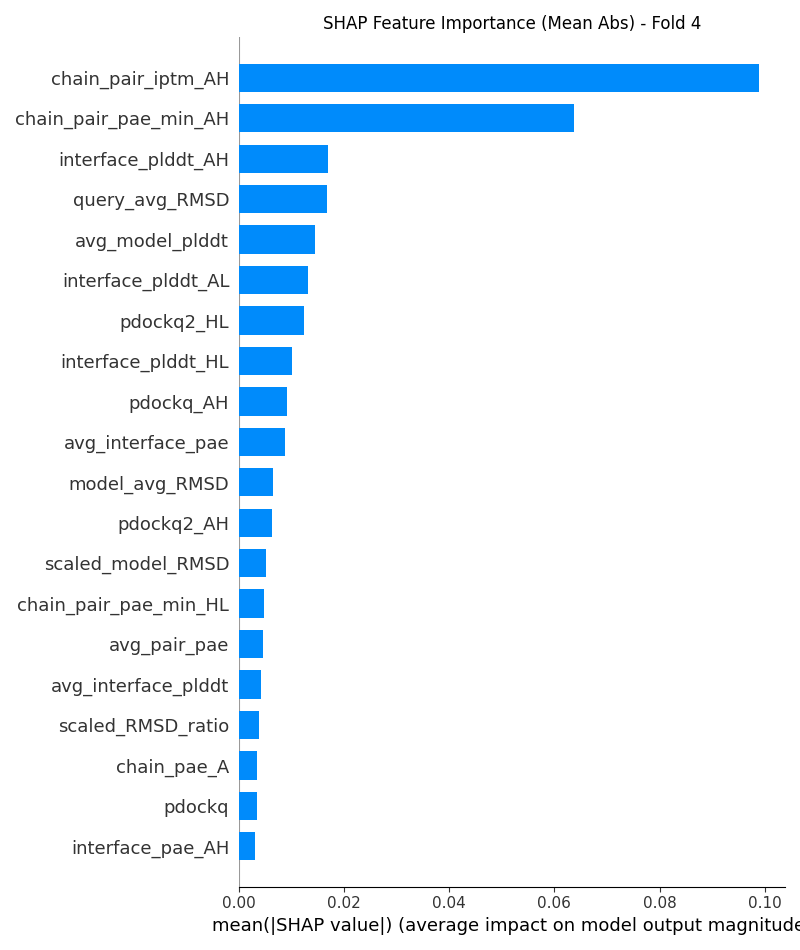 SHAP Feature Importance (Mean Abs) - Fold 4
chain_pair_iptm_AH
chain_pair_pae_min_AH
interface_plddt_AH
query_avg_RMSD
avg_model_plddt
interface_plddt_AL
pdockq2_HL
interface_plddt_HL
pdockq_AH
avg_interface_pae
model_avg_RMSD
pdockq2_AH
scaled_model_RMSD
chain_pair_pae_min_HL
avg_pair_pae
avg_interface_plddt
scaled_RMSD_ratio
chain_pae_A
pdockq
interface_pae_AH
0.00 0.02 0.04 0.06 0.08 0.10
mean(|SHAP value|) (average impact on model output magnitude